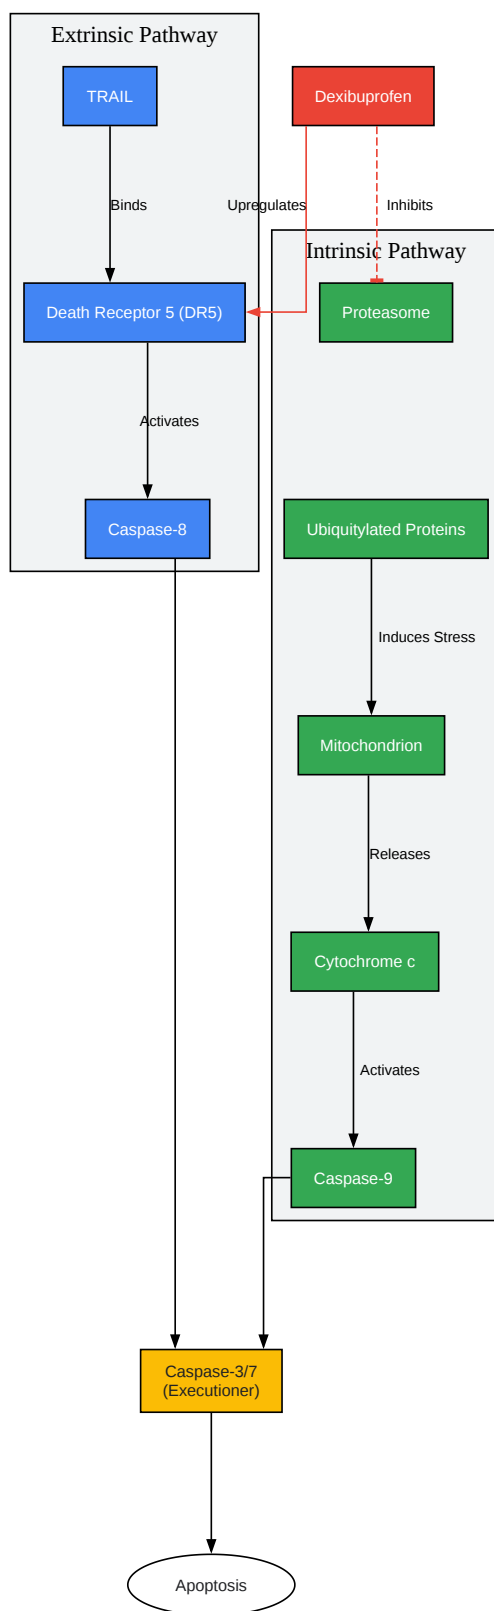 Extrinsic Pathway
TRAIL
Dexibuprofen
Binds
Upregulates
Inhibits
Intrinsic Pathway
Death Receptor 5 (DR5)
Proteasome
Activates
Caspase-8
Ubiquitylated Proteins
Induces Stress
Mitochondrion
Releases
Cytochrome c
Activates
Caspase-9
Caspase-3/7
(Executioner)
Apoptosis